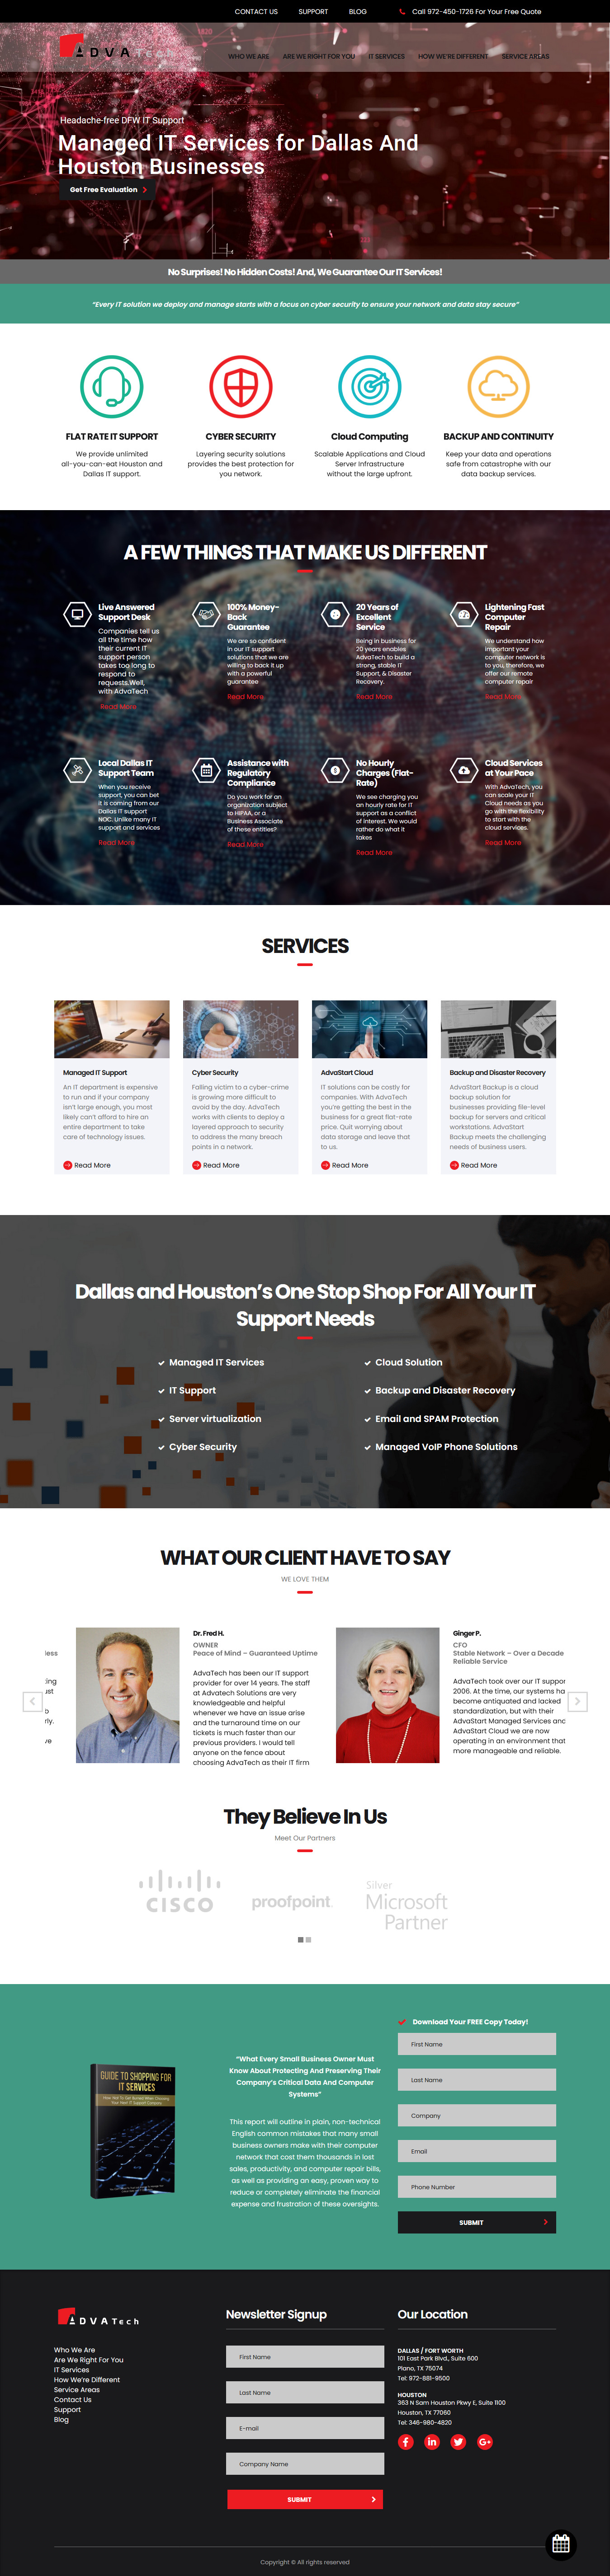 CONTACT US
SUPPORT
BLOG
Call 972-450-1726 For Your Free Quote
ADVATECH
WHO WE ARE
ARE WE RIGHT FOR YOU
IT SERVICES
HOW WE'RE DIFFERENT
SERVICE AREAS
Headache-free DFW IT Support
Managed IT Services for Dallas And
Houston Businesses
Get Free Evaluation
No Surprises! No Hidden Costs! And, We Guarantee Our IT Services!
“Every IT solution we deploy and manage starts with a focus on cyber security to ensure your network and data stay secure”
FLAT RATE IT SUPPORT
We provide unlimited
all-you-can-eat Houston and
Dallas IT support.
CYBER SECURITY
Layering security solutions
provides the best protection for
you network.
Cloud Computing
Scalable Applications and Cloud
Server Infrastructure
without the large upfront.
BACKUP AND CONTINUITY
Keep your data and operations
safe from catastrophe with our
data backup services.
A FEW THINGS THAT MAKE US DIFFERENT
Live Answered
Support Desk
Companies tell us
all the time how
their current IT
support person
takes too long to
respond to
requests.Well,
with AdvaTech
Read More
100% Money-
Back
Guarantee
We are so confident
in our IT support
solutions that we are
willing to back it up
with a powerful
guarantee
Read More
20 Years of
Excellent
Service
Being in business for
20 years enables
AdvaTech to build a
strong, stable IT
Support, & Disaster
Recovery.
Read More
Lightening Fast
Computer
Repair
We understand how
important your
computer network is
to you, therefore, we
offer our remote
computer repair
Read More
Local Dallas IT
Support Team
When you receive
support, you can bet
it is coming from our
Dallas IT support
NOC. Unlike many IT
support and services
Read More
Assistance with
Regulatory
Compliance
Do you work for an
organization subject
to HIPAA, or a
Business Associate
of these entities?
Read More
No Hourly
Charges (Flat-
Rate)
We see charging you
an hourly rate for IT
support as a conflict
of interest. We would
rather do what it
takes
Read More
Cloud Services
at Your Pace
With AdvaTech, you
can scale your IT
Cloud needs as you
go with the flexibility
to start with the
cloud services.
Read More
SERVICES
Managed IT Support
An IT department is expensive
to run and if your company
isn't large enough, you most
likely can't afford to hire an
entire department to take
care of technology issues.
Read More
Cyber Security
Falling victim to a cyber-crime
is growing more difficult to
avoid by the day. AdvaTech
works with clients to deploy a
layered approach to security
to address the many breach
points in a network.
Read More
AdvaStart Cloud
IT solutions can be costly for
companies. With AdvaTech
you're getting the best in the
business for a great flat-rate
price. Quit worrying about
data storage and leave that
to us.
Read More
Backup and Disaster Recovery
AdvaStart Backup is a cloud
backup solution for
businesses providing file-level
backup for servers and critical
workstations. AdvaStart
Backup meets the challenging
needs of business users.
Read More
Dallas and Houston's One Stop Shop For All Your IT
Support Needs
Managed IT Services
IT Support
Server virtualization
Cyber Security
Cloud Solution
Backup and Disaster Recovery
Email and SPAM Protection
Managed VoIP Phone Solutions
WHAT OUR CLIENT HAVE TO SAY
WE LOVE THEM
Dr. Fred H.
OWNER
Peace of Mind – Guaranteed Uptime
AdvaTech has been our IT support
provider for over 14 years. The staff
at Advatech Solutions are very
knowledgeable and helpful
whenever we have an issue arise
and the turnaround time on our
tickets is much faster than our
previous providers. I would tell
anyone on the fence about
choosing AdvaTech as their IT firm
Ginger P.
CFO
Stable Network – Over a Decade
Reliable Service
AdvaTech took over our IT suppor
2006. At the time, our systems ha
become antiquated and lacked
standardization, but with their
AdvaStart Managed Services and
AdvaStart Cloud we are now
operating in an environment that
more manageable and reliable.
They Believe In Us
Meet Our Partners
CISCO
proofpoint.
Silver
Microsoft
Partner
GUIDE TO SHOPPING FOR
IT SERVICES
“What Every Small Business Owner Must
Know About Protecting And Preserving Their
Company's Critical Data And Computer
Systems”
This report will outline in plain, non-technical
English common mistakes that many small
business owners make with their computer
network that cost them thousands in lost
sales, productivity, and computer repair bills,
as well as providing an easy, proven way to
reduce or completely eliminate the financial
expense and frustration of these oversights.
Download Your FREE Copy Today!
First Name
Last Name
Company
Email
Phone Number
SUBMIT
ADVATech
Who We Are
Are We Right For You
IT Services
How We're Different
Service Areas
Contact Us
Support
Blog
Newsletter Signup
First Name
Last Name
E-mail
Company Name
SUBMIT
Our Location
DALLAS / FORT WORTH
101 East Park Blvd., Suite 600
Plano, TX 75074
Tel: 972-881-9500
HOUSTON
363 N Sam Houston Pkwy E, Suite 1100
Houston, TX 77060
Tel: 346-980-4820
Copyright © All rights reserved